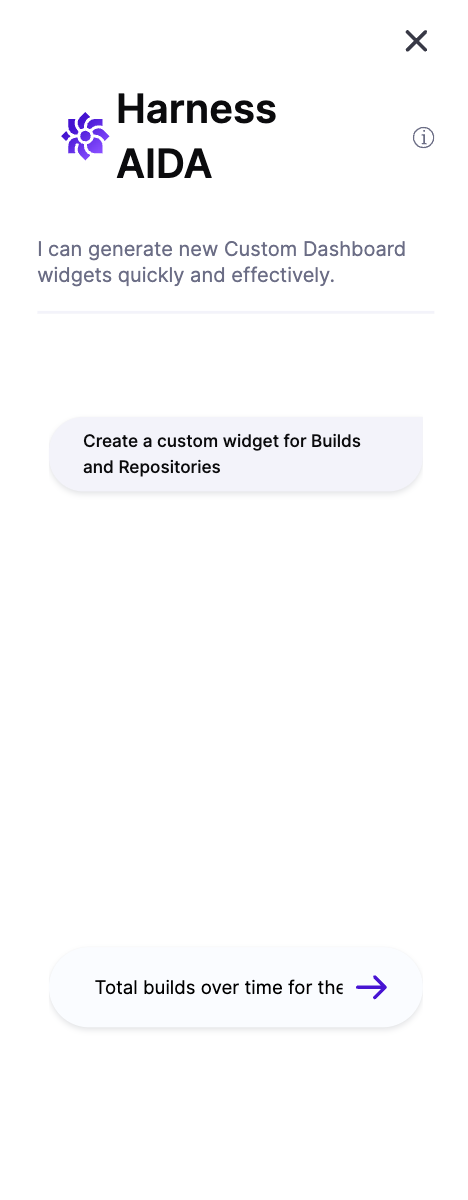 Harness
AIDA
I can generate new Custom Dashboard
widgets quickly and effectively.
Create a custom widget for Builds
and Repositories
Total builds over time for the